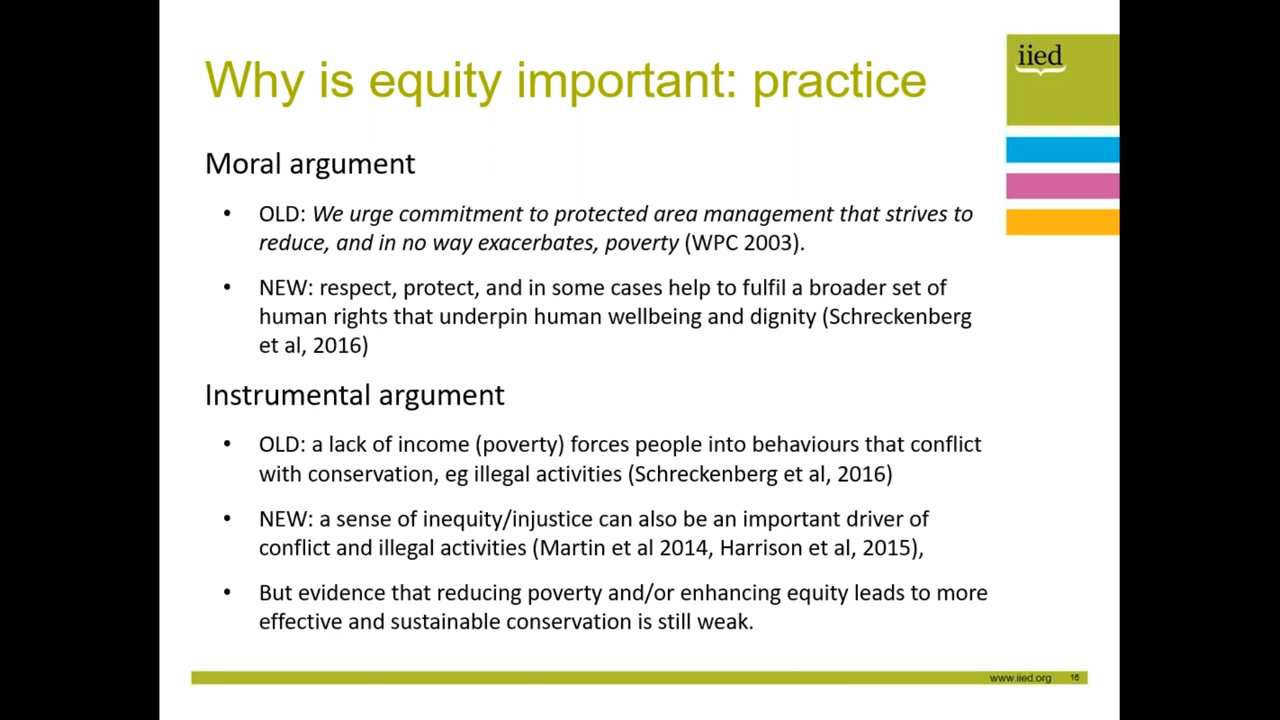 Why is equity important: practice
iied
Moral argument
• OLD: We urge commitment to protected area management that strives to
reduce, and in no way exacerbates, poverty (WPC 2003).
• NEW: respect, protect, and in some cases help to fulfil a broader set of
human rights that underpin human wellbeing and dignity (Schreckenberg
et al, 2016)
Instrumental argument
• OLD: a lack of income (poverty) forces people into behaviours that conflict
with conservation, eg illegal activities (Schreckenberg et al, 2016)
• NEW: a sense of inequity/injustice can also be an important driver of
conflict and illegal activities (Martin et al 2014, Harrison et al, 2015),
• But evidence that reducing poverty and/or enhancing equity leads to more
effective and sustainable conservation is still weak.
www.iied.org 16